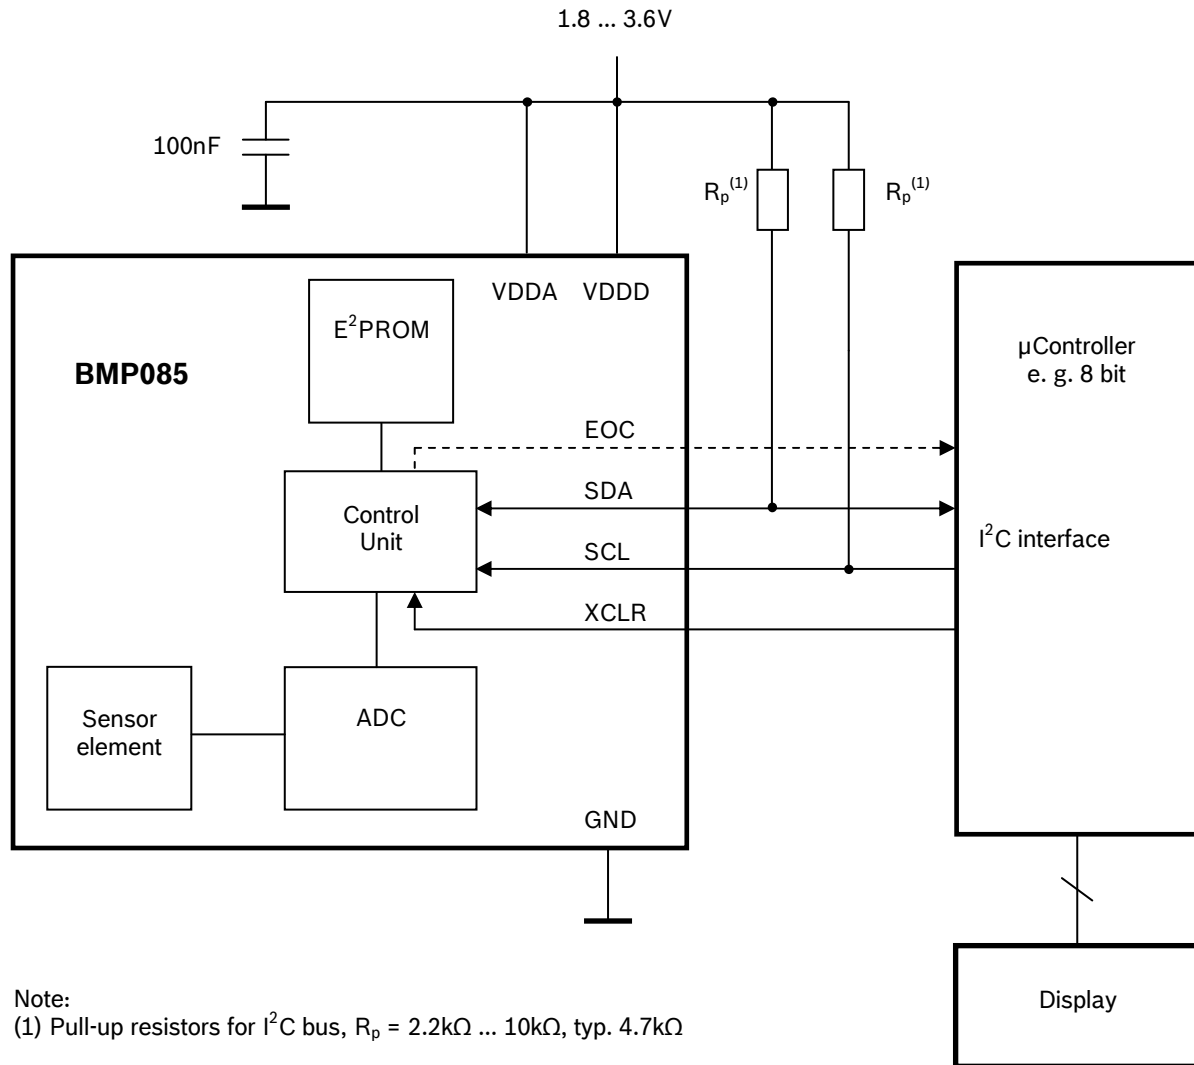 1.8 ... 3.6V
100nF
Rp(1)
Rp(1)
VDDA
VDDD
E2PROM
BMP085
µController
e. g. 8 bit
EOC
SDA
Control
Unit
I2C interface
SCL
XCLR
Sensor
element
ADC
GND
Display
Note:
(1) Pull-up resistors for I2C bus, Rp = 2.2kΩ ... 10kΩ, typ. 4.7kΩ